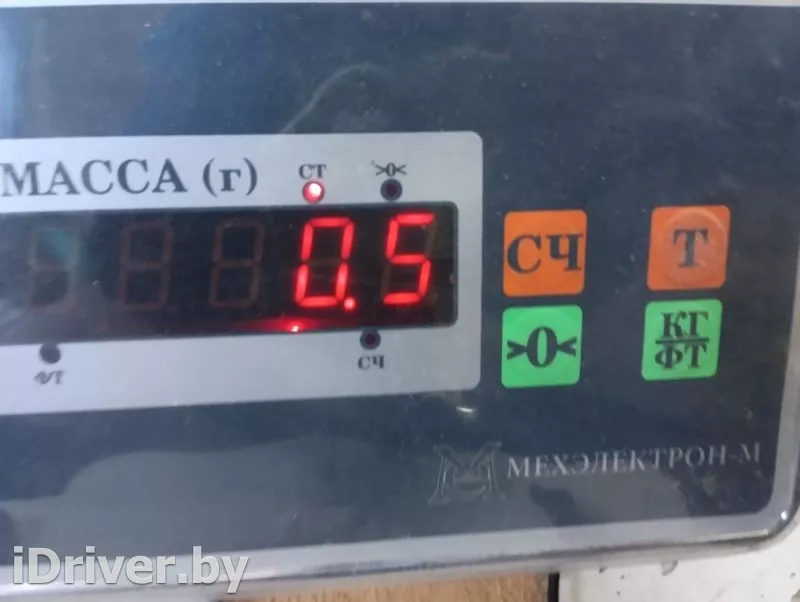 МАССА (г)
СТ
>0<
0.5
СЧ
Т
>0<
КГ
ФТ
СЧ
МЕХЭЛЕКТРОН-М
iDriver.by